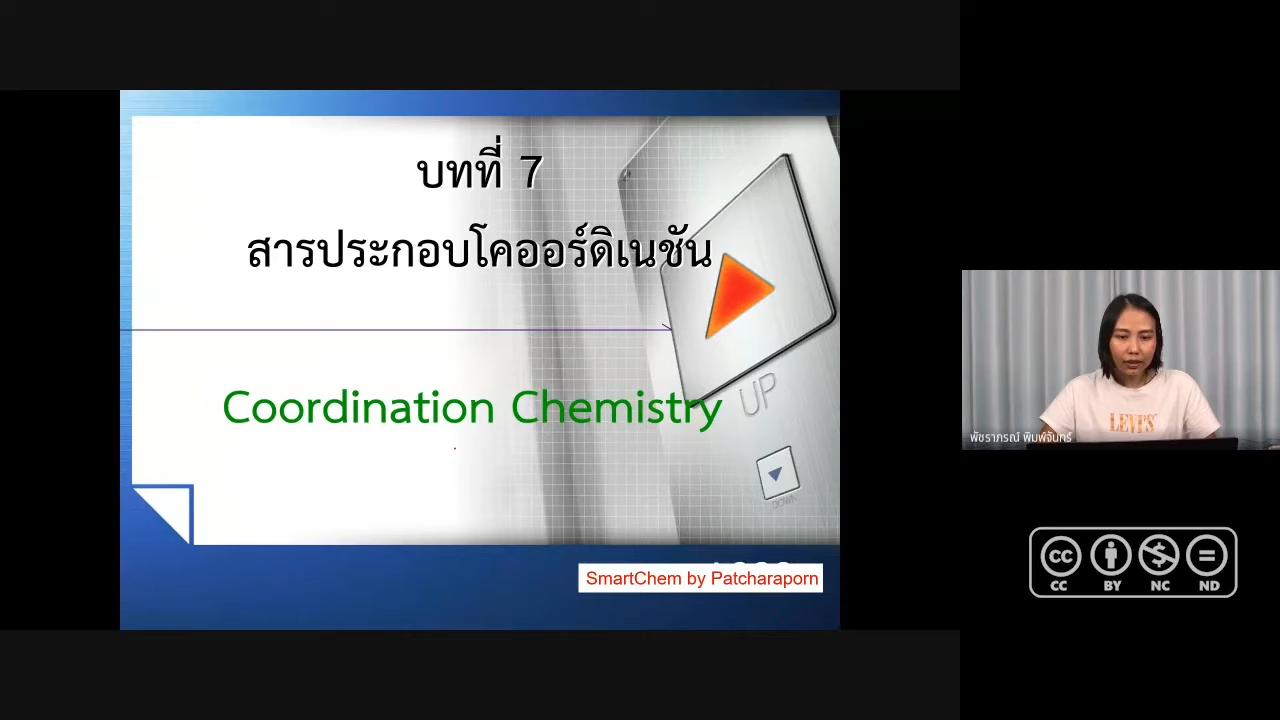 บทที่ 7
สารประกอบโคออร์ดิเนชัน
Coordination Chemistry
UP
DOWN
SmartChem by Patcharaporn
LEVI'S
พัชราภรณ์ พิมพ์จันทร์
CC BY NC ND